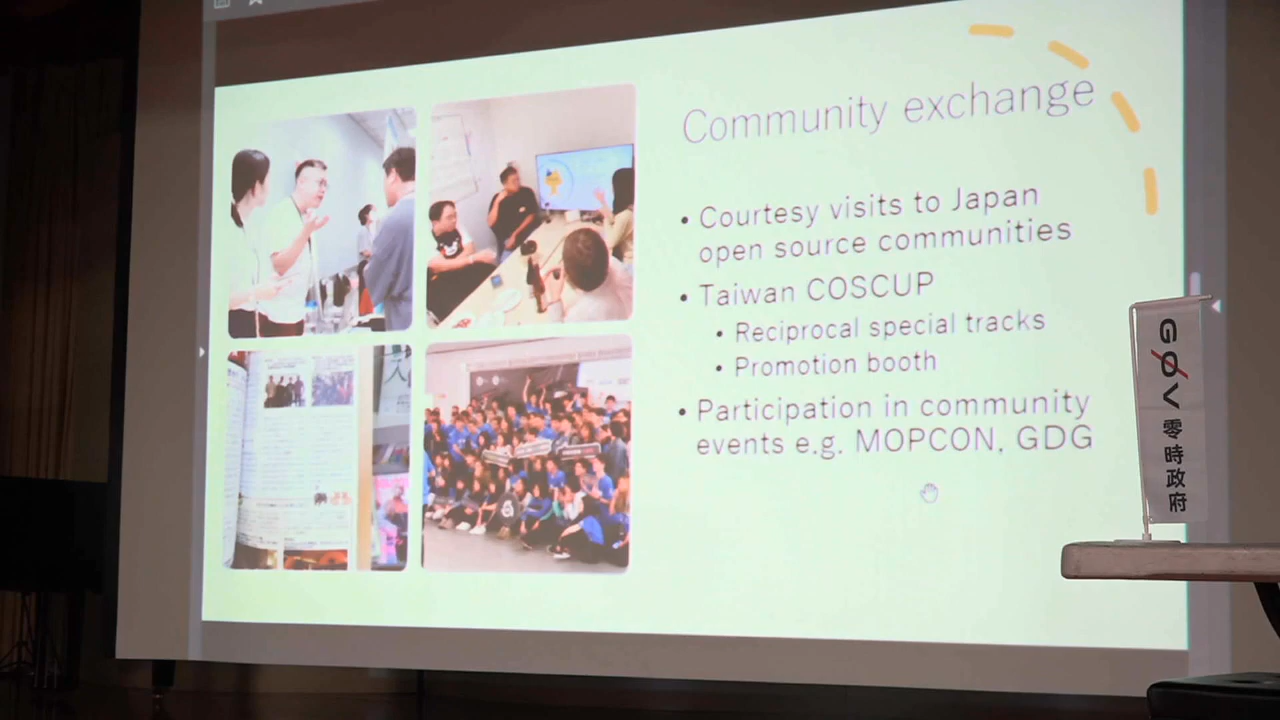 Community exchange
• Courtesy visits to Japan
open source communities
• Taiwan COSCUP
• Reciprocal special tracks
• Promotion booth
• Participation in community
events e.g. MOPCON, GDG
GØV 零時政府